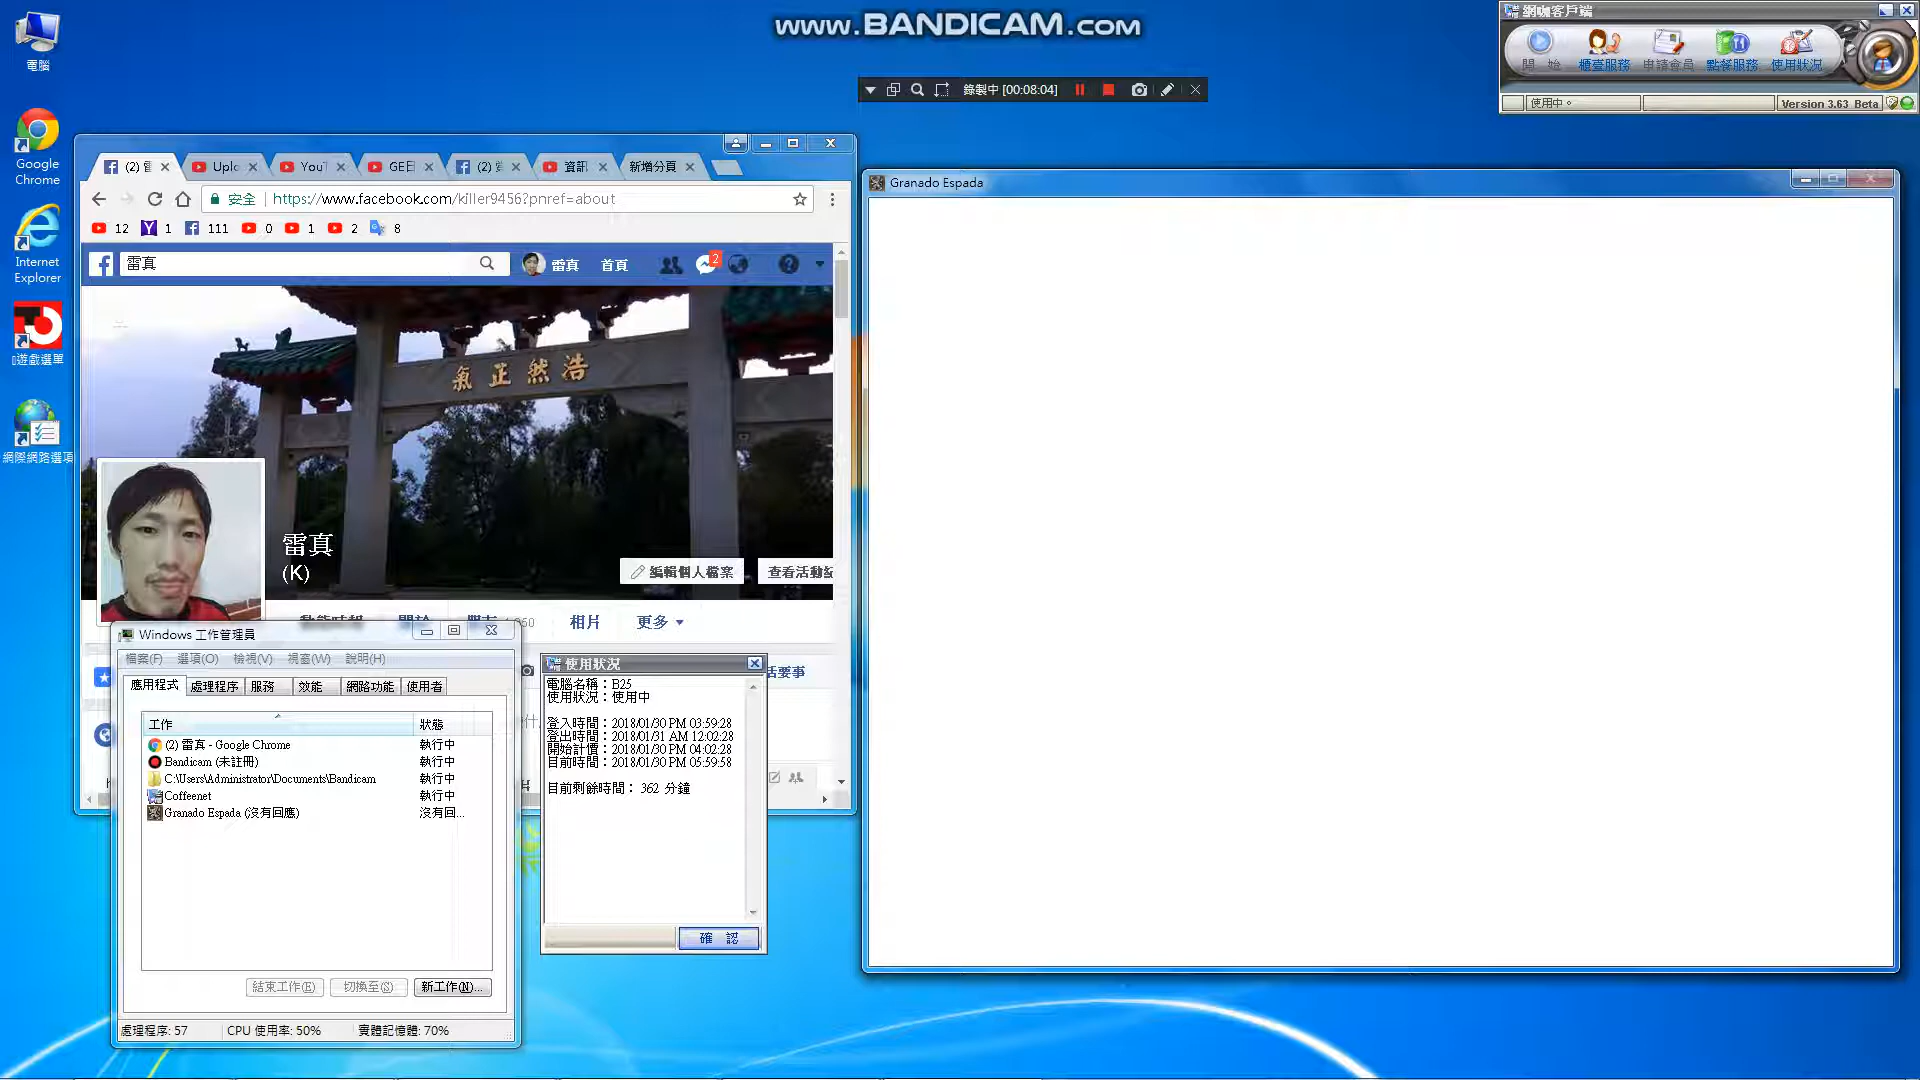 www.BANDICAM.com
電腦
Google Chrome
Internet Explorer
遊戲選單
網際網路選項
錄製中 [00:08:04]
網咖客戶端
開 始
櫃臺服務
申請會員
點餐服務
使用狀況
使用中。
Version 3.63 Beta
(2) 雷
Uplo
YouT
GE日
(2) 雷
資訊
新增分頁
安全
https://www.facebook.com/killer9456?pnref=about
12
1
111
0
1
2
8
雷真
雷真
首頁
2
氣正然浩
雷真
(K)
編輯個人檔案
查看活動紀
相片
更多
活要事
Granado Espada
Windows 工作管理員
檔案(F) 選項(O) 檢視(V) 視窗(W) 說明(H)
應用程式 處理程序 服務 效能 網路功能 使用者
工作 狀態
(2) 雷真 - Google Chrome 執行中
Bandicam (未註冊) 執行中
C:\Users\Administrator\Documents\Bandicam 執行中
Coffeenet 執行中
Granado Espada (沒有回應) 沒有回...
結束工作(E) 切換至(S) 新工作(N)...
處理程序: 57 CPU 使用率: 50% 實體記憶體: 70%
使用狀況
電腦名稱：B25
使用狀況：使用中
登入時間：2018/01/30 PM 03:59:28
登出時間：2018/01/31 AM 12:02:28
開始計價：2018/01/30 PM 04:02:28
目前時間：2018/01/30 PM 05:59:58
目前剩餘時間： 362 分鐘
確 認